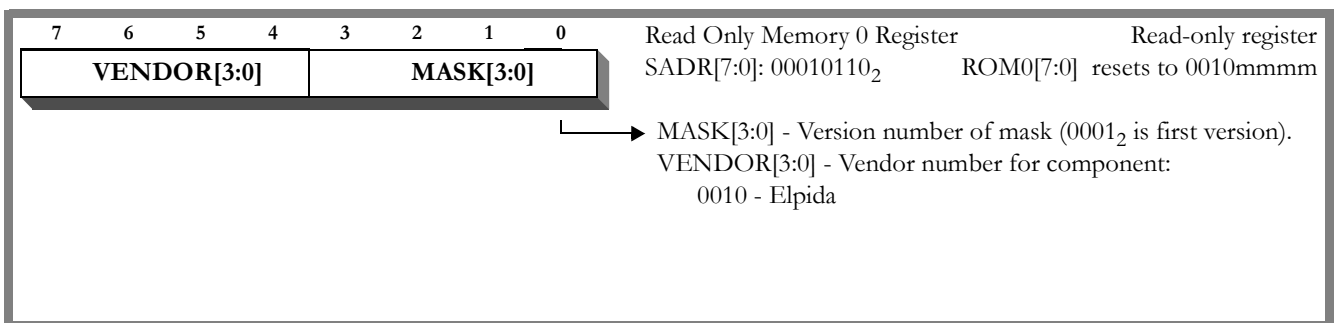 7 6 5 4 3 2 1 0
VENDOR[3:0] MASK[3:0]
Read Only Memory 0 Register Read-only register
SADR[7:0]: 00010110₂ ROM0[7:0] resets to 0010mmmm
MASK[3:0] - Version number of mask (0001₂ is first version).
VENDOR[3:0] - Vendor number for component:
0010 - Elpida